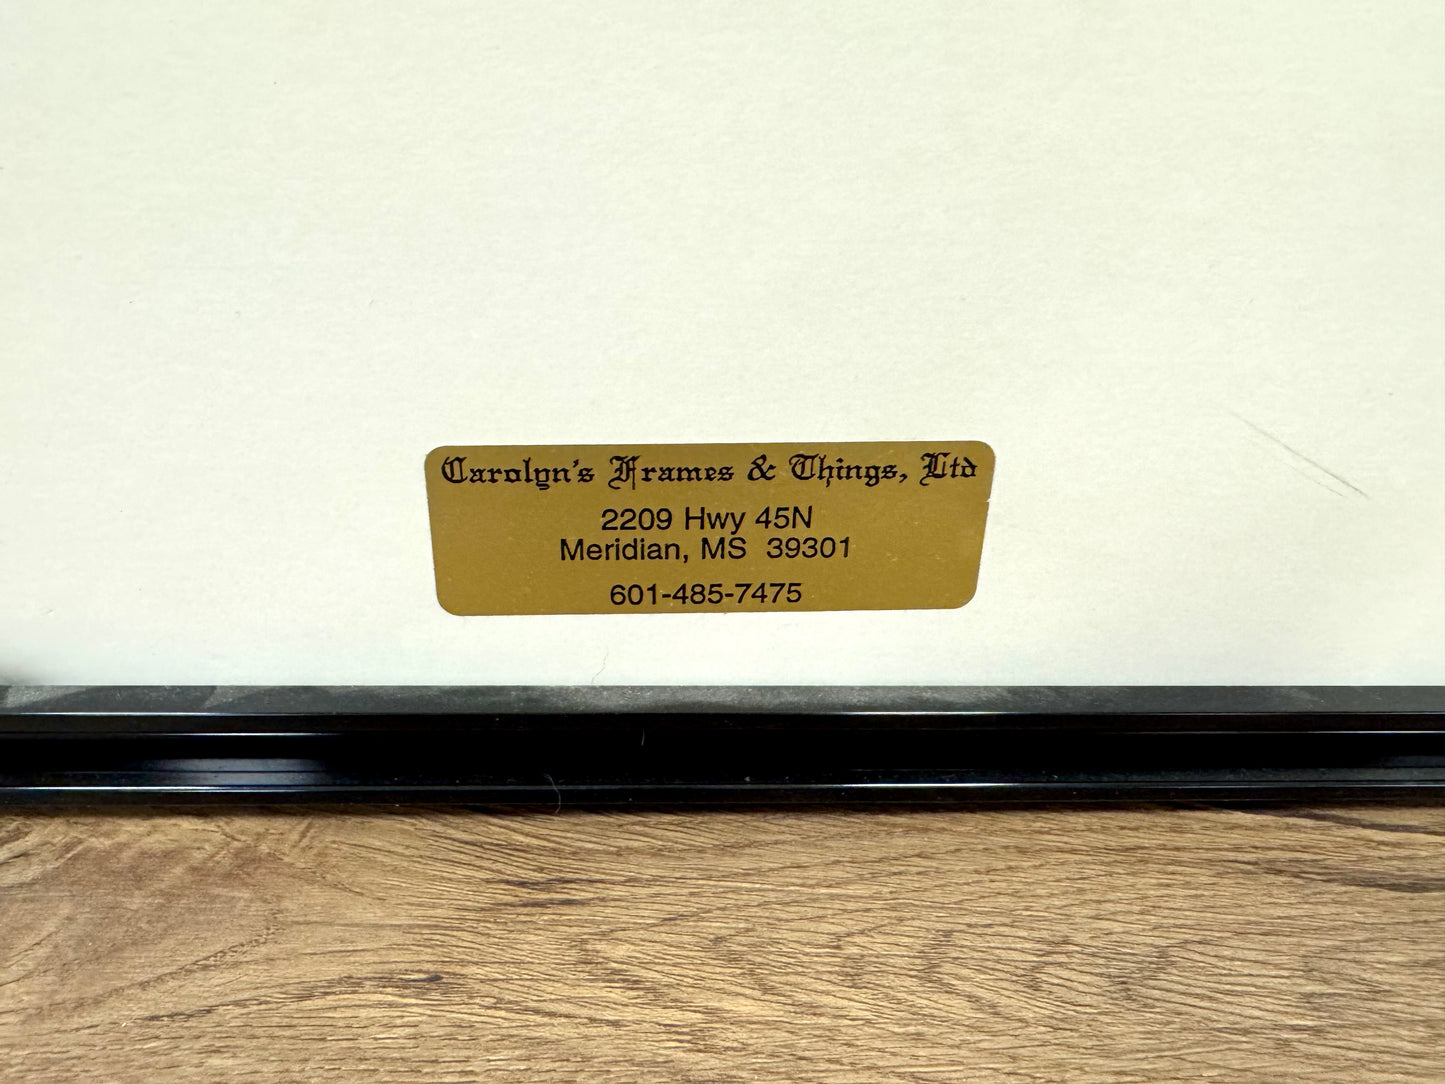 Carolyn's Frames & Things, Ltd
2209 Hwy 45N
Meridian, MS 39301
601-485-7475